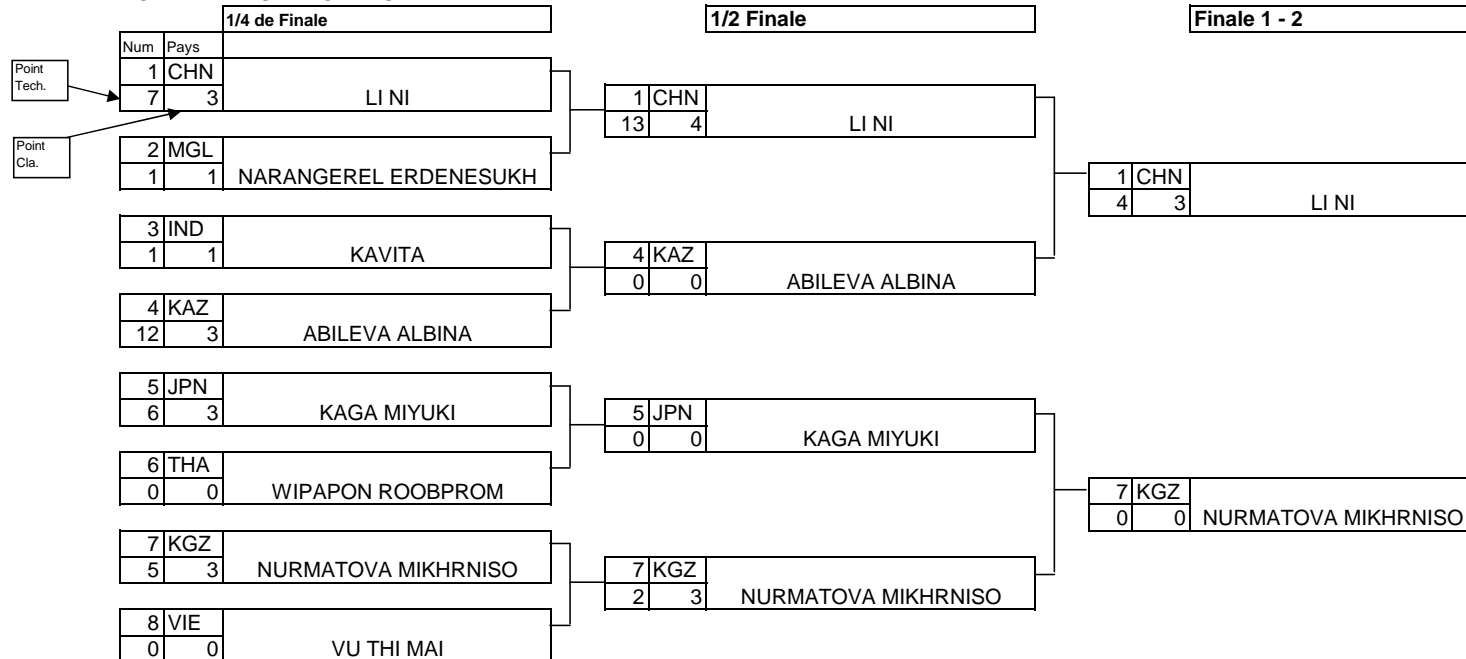 1/4 de Finale 1/2 Finale Finale 1 - 2
Num Pays
Point Tech.
Point Cla.
1 CHN
7 3 LI NI
2 MGL
1 1 NARANGEREL ERDENESUKH
3 IND
1 1 KAVITA
4 KAZ
12 3 ABILEVA ALBINA
5 JPN
6 3 KAGA MIYUKI
6 THA
0 0 WIPAPON ROOBPROM
7 KGZ
5 3 NURMATOVA MIKHRNISO
8 VIE
0 0 VU THI MAI
1 CHN
13 4 LI NI
4 KAZ
0 0 ABILEVA ALBINA
5 JPN
0 0 KAGA MIYUKI
7 KGZ
2 3 NURMATOVA MIKHRNISO
1 CHN
4 3 LI NI
7 KGZ
0 0 NURMATOVA MIKHRNISO